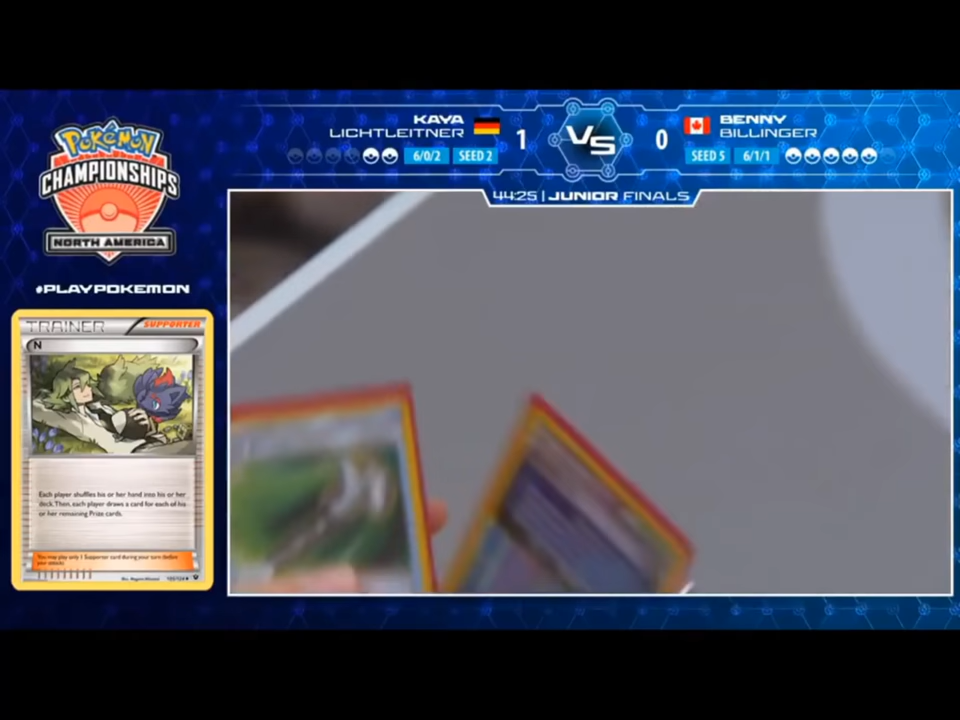 Pokémon
CHAMPIONSHIPS
NORTH AMERICA
#PLAYPOKEMON
KAYA
LICHTLEITNER
6/0/2
SEED 2
1
VS
0
BENNY
BILLINGER
SEED 5
6/1/1
44:25 | JUNIOR FINALS
TRAINER
SUPPORTER
N
Each player shuffles his or her hand into his or her
deck. Then, each player draws a card for each of his
or her remaining Prize cards.
You may play only 1 Supporter card during your turn (before
your attack).